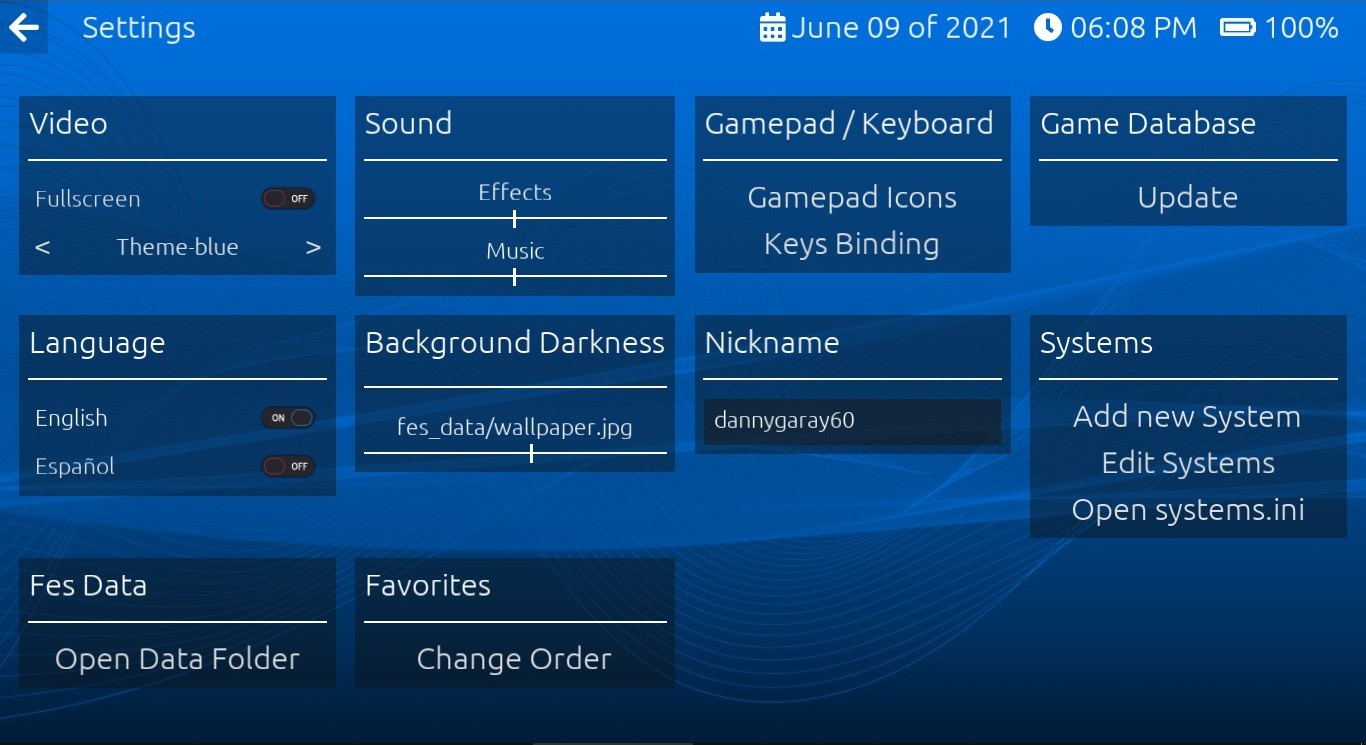 Settings
June 09 of 2021 06:08 PM 100%
Video
Fullscreen OFF
< Theme-blue >
Sound
Effects
Music
Gamepad / Keyboard
Gamepad Icons
Keys Binding
Game Database
Update
Language
English ON
Español OFF
Background Darkness
fes_data/wallpaper.jpg
Nickname
dannygaray60
Systems
Add new System
Edit Systems
Open systems.ini
Fes Data
Open Data Folder
Favorites
Change Order